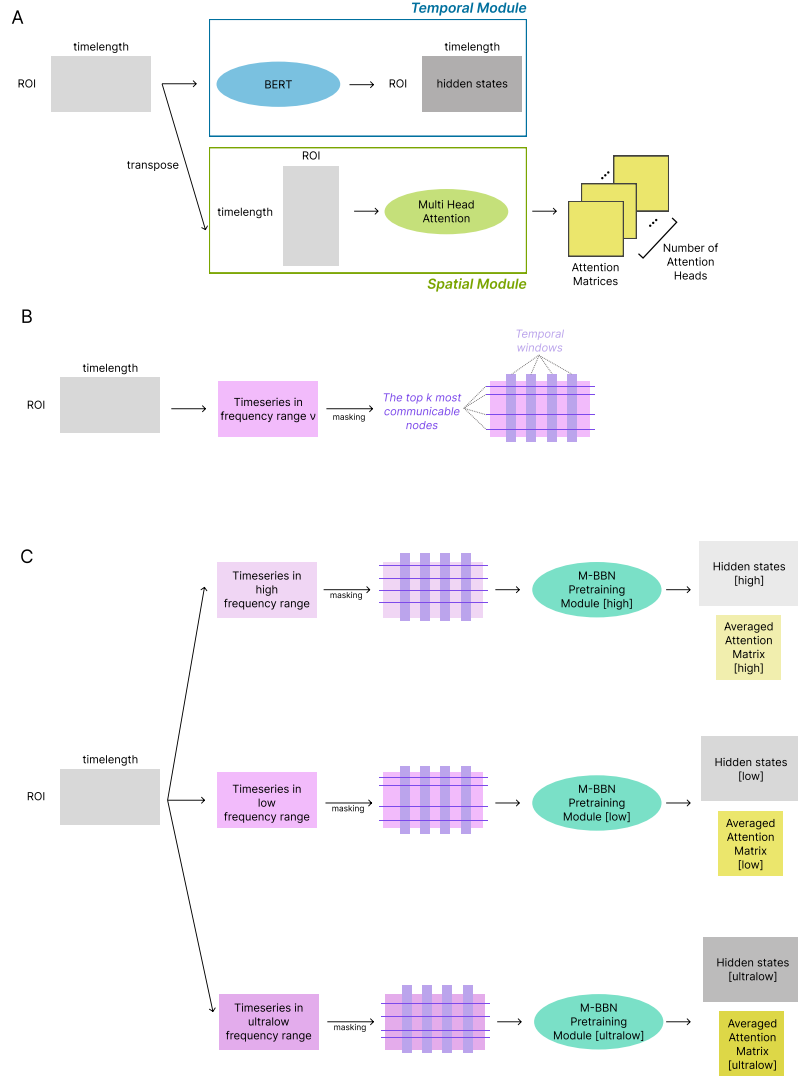 A
Temporal Module
timelength
ROI
BERT
ROI
timelength
hidden states
transpose
ROI
timelength
Multi Head
Attention
Spatial Module
Attention
Matrices
Number of
Attention
Heads
B
timelength
ROI
Timeseries in
frequency range ν
masking
The top k most
communicable
nodes
Temporal
windows
C
timelength
ROI
Timeseries in
high
frequency range
masking
M-BBN
Pretraining
Module [high]
Hidden states
[high]
Averaged
Attention
Matrix
[high]
Timeseries in
low
frequency range
masking
M-BBN
Pretraining
Module [low]
Hidden states
[low]
Averaged
Attention
Matrix
[low]
Timeseries in
ultralow
frequency range
masking
M-BBN
Pretraining
Module [ultralow]
Hidden states
[ultralow]
Averaged
Attention
Matrix
[ultralow]